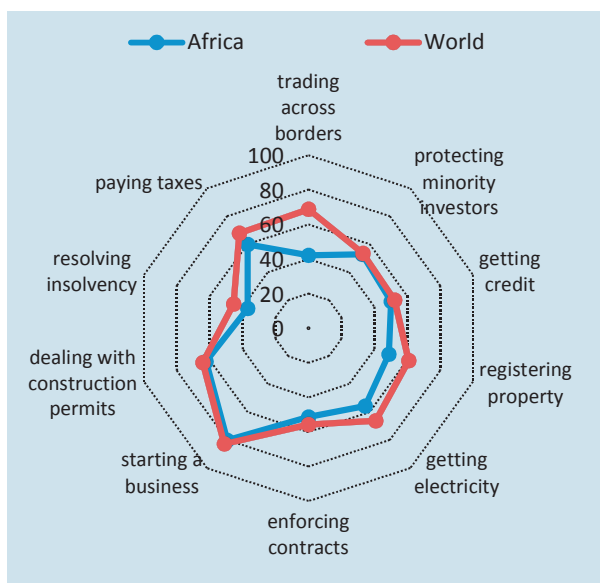 Africa
World
trading
across
borders
protecting
minority
investors
getting
credit
registering
property
getting
electricity
enforcing
contracts
starting a
business
dealing with
construction
permits
resolving
insolvency
paying taxes
100
80
60
40
20
0